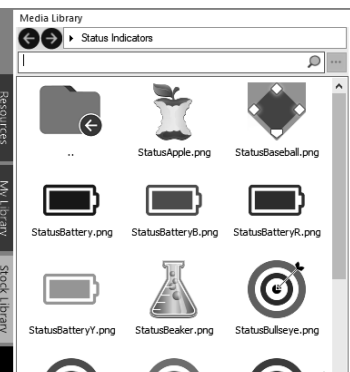 Media Library
Status Indicators
...
Resources
My Library
Stock Library
..
StatusApple.png
StatusBaseball.png
StatusBattery.png
StatusBatteryB.png
StatusBatteryR.png
StatusBatteryY.png
StatusBeaker.png
StatusBullseye.png